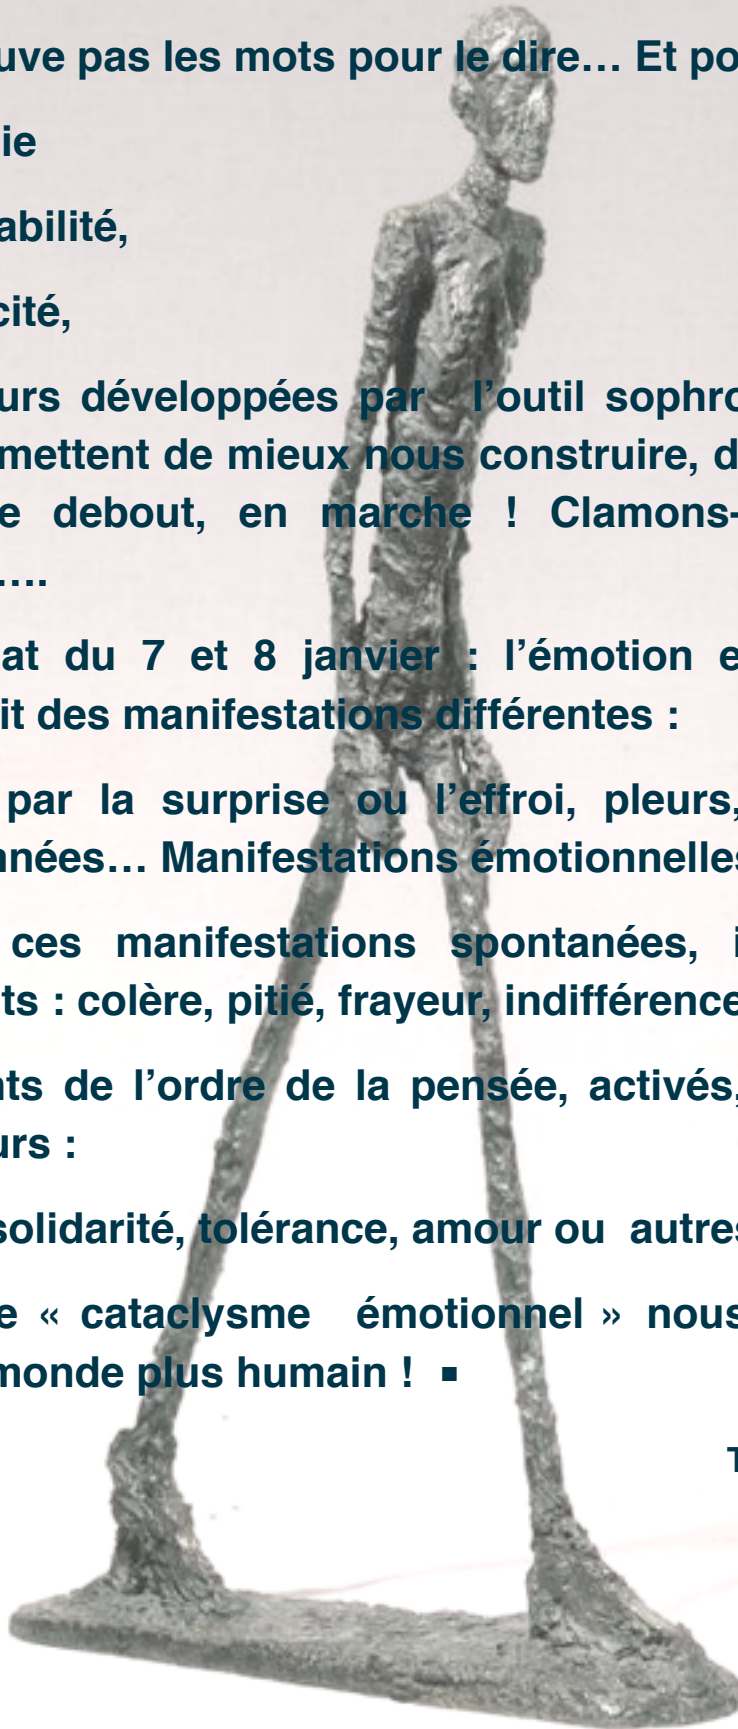 uve pas les mots pour le dire… Et po
ie
abilité,
cité,
urs développées par l’outil sophro
mettent de mieux nous construire, d
e debout, en marche ! Clamons-
….
at du 7 et 8 janvier : l’émotion e
it des manifestations différentes :
par la surprise ou l’effroi, pleurs,
nnées… Manifestations émotionnelles
ces manifestations spontanées, i
ts : colère, pitié, frayeur, indifférence
nts de l’ordre de la pensée, activés,
urs :
solidarité, tolérance, amour ou autres
e « cataclysme émotionnel » nous
monde plus humain ! ▪
T